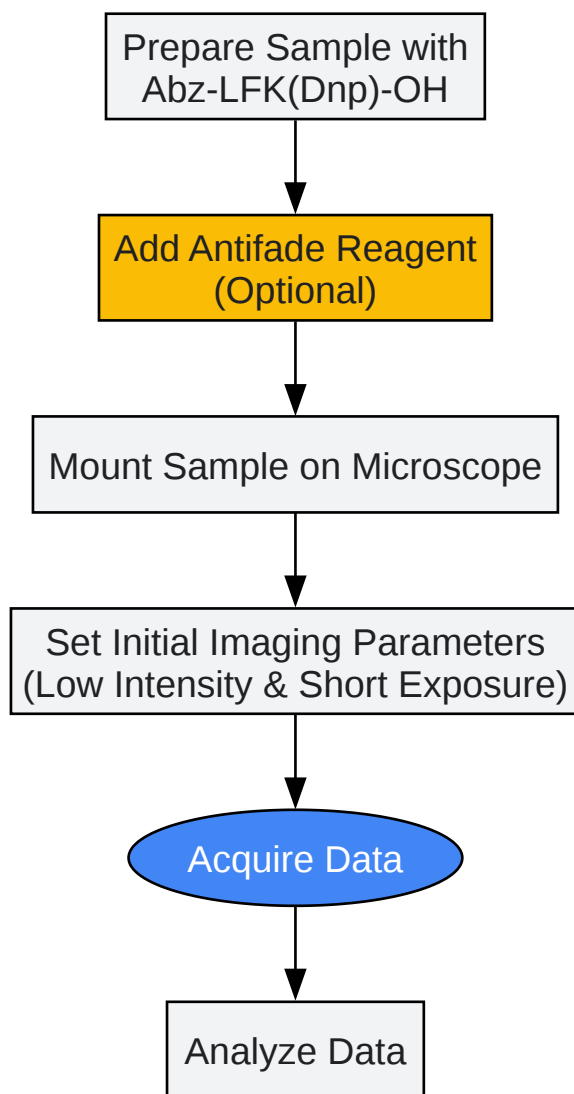 Prepare Sample with
Abz-LFK(Dnp)-OH
Add Antifade Reagent
(Optional)
Mount Sample on Microscope
Set Initial Imaging Parameters
(Low Intensity & Short Exposure)
Acquire Data
Analyze Data